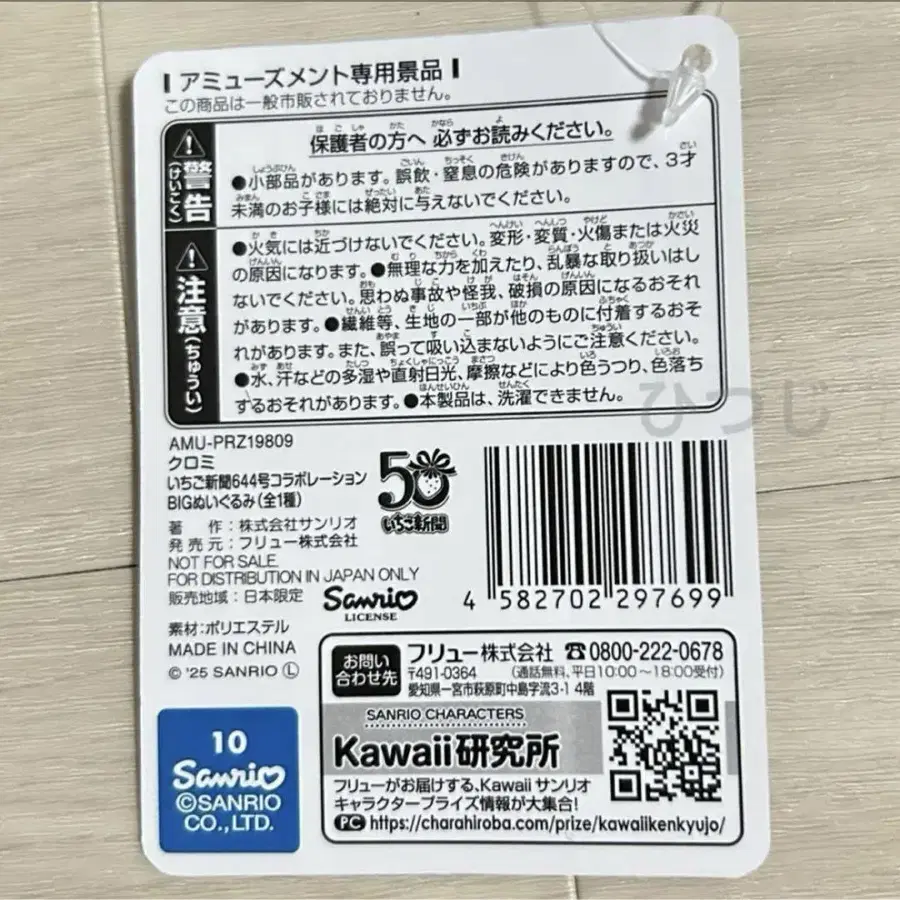 アミューズメント専用景品
この商品は一般市販されておりません。
警告(けいこく)
保護者の方へ 必ずお読みください。
●小部品があります。誤飲・窒息の危険がありますので、3才
未満のお子様には絶対に与えないでください。
注意(ちゅうい)
●火気には近づけないでください。変形・変質・火傷または火災
の原因になります。●無理な力を加えたり、乱暴な取り扱いはし
ないでください。思わぬ事故や怪我、破損の原因になるおそれ
があります。●繊維等、生地の一部が他のものに付着するおそ
れがあります。また、誤って吸い込まないようにご注意ください。
●水、汗などの多湿や直射日光、摩擦などにより色うつり、色落ち
するおそれがあります。●本製品は、洗濯できません。
ひつじ
AMU-PRZ19809
クロミ
いちご新聞644号コラボレーション
BIGぬいぐるみ(全1種)
著 作:株式会社サンリオ
発 売 元:フリュー株式会社
NOT FOR SALE
FOR DISTRIBUTION IN JAPAN ONLY
販売地域:日本限定
50
いちご新聞
Sanrio
LICENSE
4 582702 297699
素材:ポリエステル
MADE IN CHINA
© '25 SANRIO Ⓛ
お問い
合わせ先
フリュー株式会社 ☎0800-222-0678
〒491-0364 (通話無料、平日10:00~18:00受付)
愛知県一宮市萩原町中島字流3-1 4階
SANRIO CHARACTERS
Kawaii研究所
フリューがお届けする、Kawaii サンリオ
キャラクタープライズ情報が大集合!
PC https://charahiroba.com/prize/kawaiikenkyujo/
10
Sanrio
©SANRIO
CO., LTD.